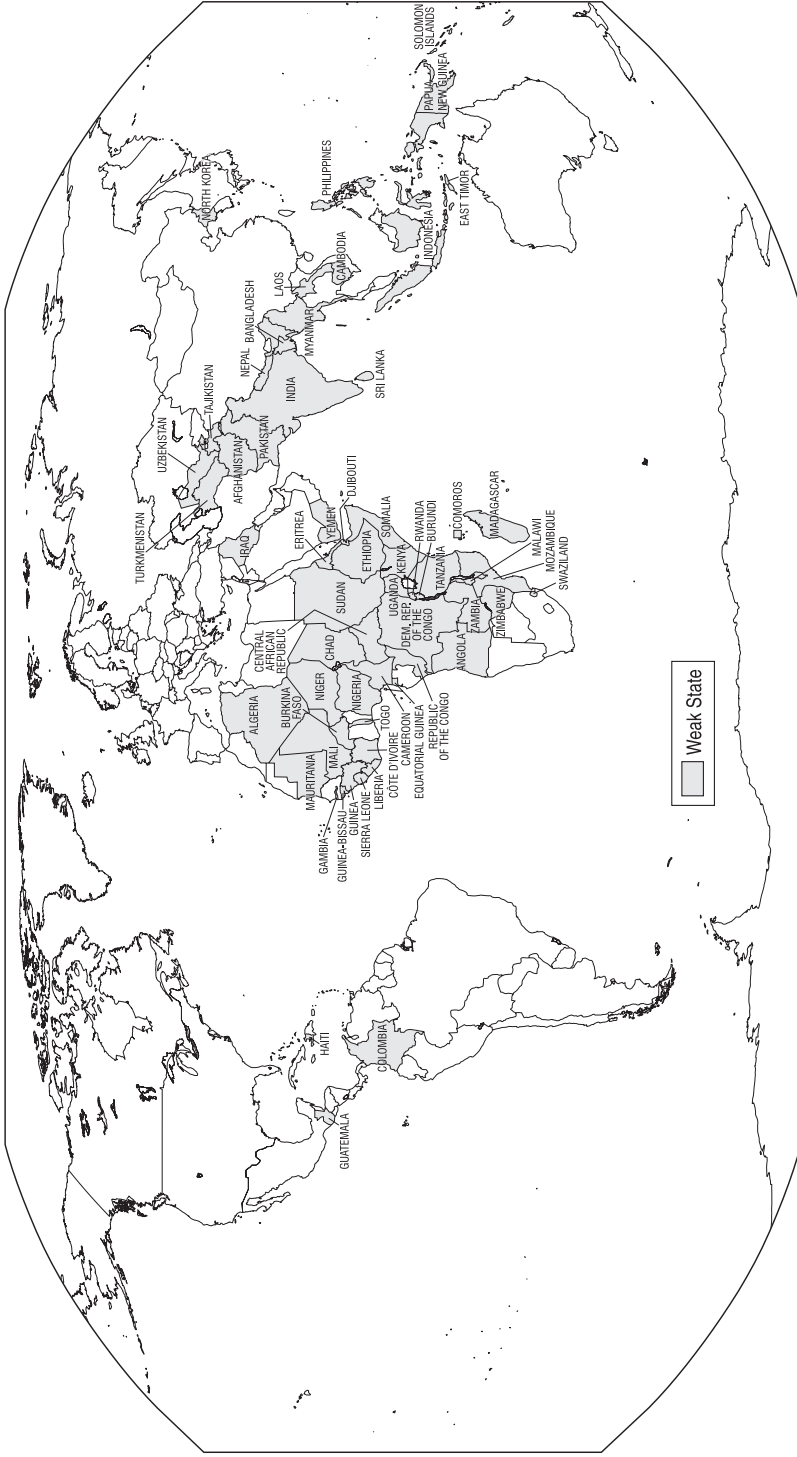 GUATEMALA
HAITI
COLOMBIA
GAMBIA
GUINEA-BISSAU
GUINEA
SIERRA LEONE
LIBERIA
CÔTE D'IVOIRE
TOGO
CAMEROON
EQUATORIAL GUINEA
REPUBLIC
OF THE CONGO
MAURITANIA
MALI
ALGERIA
BURKINA
FASO
NIGER
NIGERIA
CENTRAL
AFRICAN
REPUBLIC
CHAD
SUDAN
ERITREA
ETHIOPIA
DJIBOUTI
SOMALIA
UGANDA
KENYA
RWANDA
BURUNDI
DEM. REP.
OF THE
CONGO
TANZANIA
ANGOLA
ZAMBIA
ZIMBABWE
COMOROS
MADAGASCAR
MALAWI
MOZAMBIQUE
SWAZILAND
IRAQ
YEMEN
TURKMENISTAN
UZBEKISTAN
TAJIKISTAN
AFGHANISTAN
PAKISTAN
INDIA
SRI LANKA
NEPAL
BANGLADESH
MYANMAR
LAOS
CAMBODIA
NORTH KOREA
PHILIPPINES
INDONESIA
EAST TIMOR
PAPUA
NEW GUINEA
SOLOMON
ISLANDS
Weak State